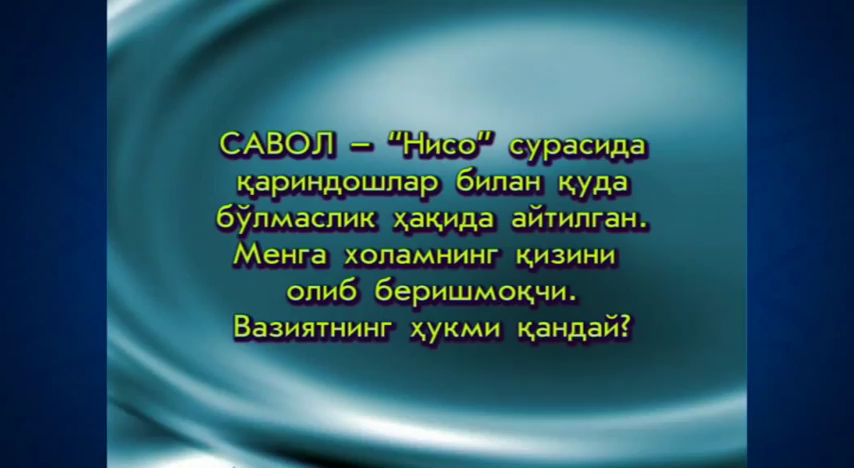 САВОЛ – “Нисо” сурасида
қариндошлар билан қуда
бўлмаслик ҳақида айтилган.
Менга холамнинг қизини
олиб беришмоқчи.
Вазиятнинг ҳукми қандай?